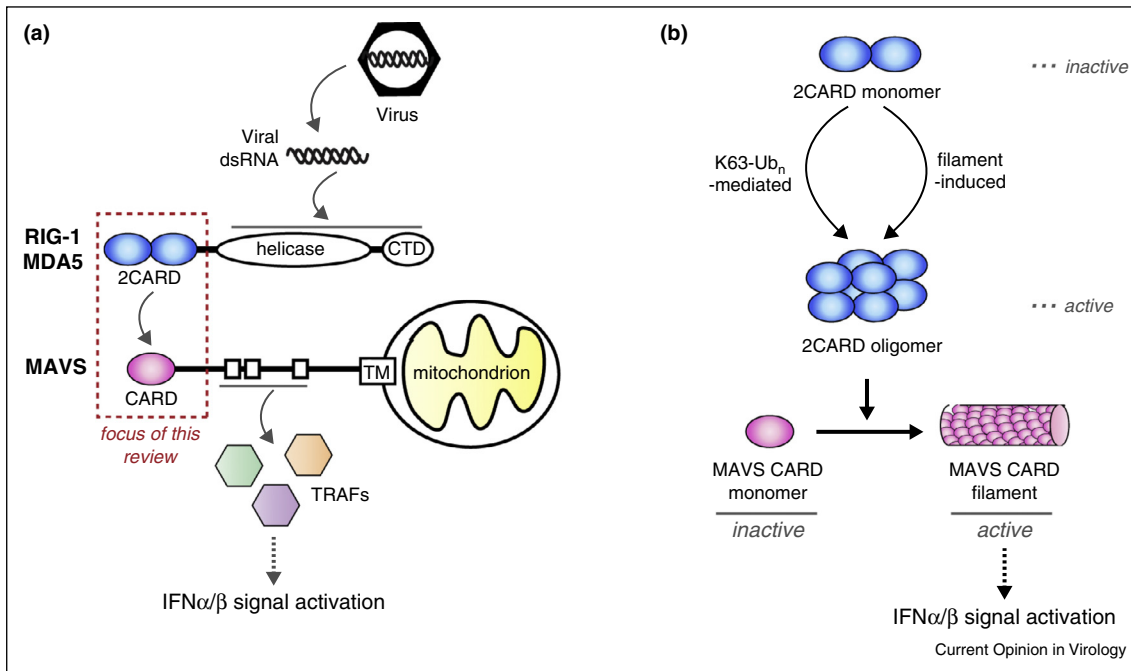 (a)
Virus
Viral
dsRNA
RIG-1
MDA5
helicase
CTD
2CARD
MAVS
TM
mitochondrion
CARD
focus of this
review
TRAFs
IFNα/β signal activation
(b)
··· inactive
2CARD monomer
K63-Ubn
-mediated
filament
-induced
··· active
2CARD oligomer
MAVS CARD
monomer
inactive
MAVS CARD
filament
active
IFNα/β signal activation
Current Opinion in Virology